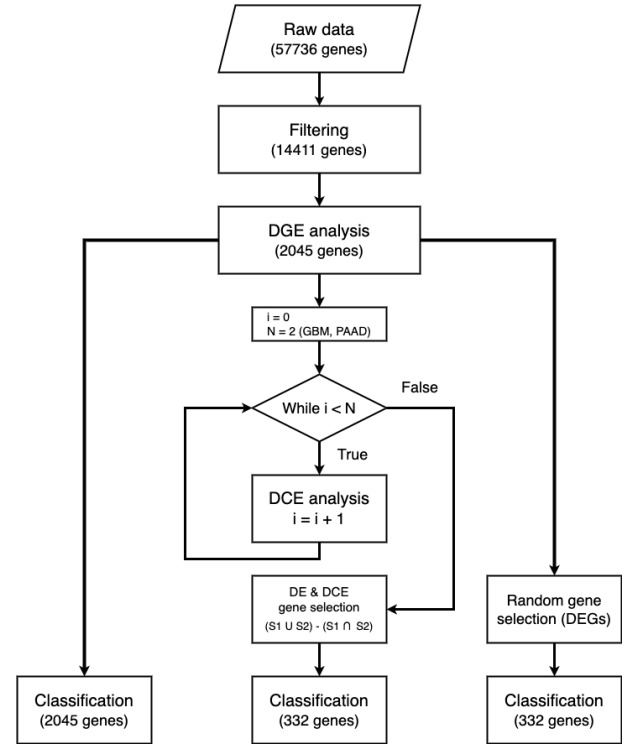 Raw data
(57736 genes)
Filtering
(14411 genes)
DGE analysis
(2045 genes)
i = 0
N = 2 (GBM, PAAD)
While i < N
False
True
DCE analysis
i = i + 1
DE & DCE
gene selection
(S1 U S2) - (S1 ∩ S2)
Random gene
selection (DEGs)
Classification
(2045 genes)
Classification
(332 genes)
Classification
(332 genes)